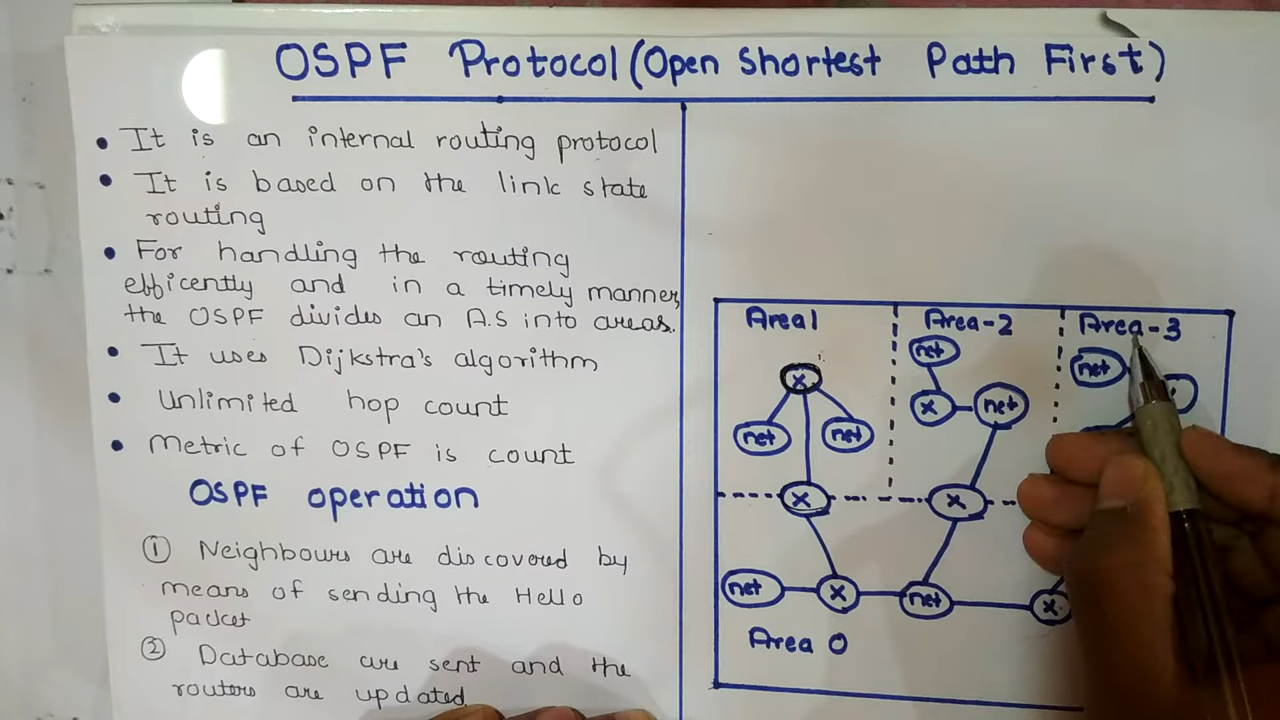 OSPF Protocol (Open Shortest Path First)
• It is an internal routing protocol
• It is based on the link state
routing
• For handling the routing
efficently and in a timely manner,
the OSPF divides an A.S into areas.
• It uses Dijkstra's algorithm
• Unlimited hop count
• Metric of OSPF is count
OSPF operation
① Neighbours are discovered by
means of sending the Hello
packet
② Database are sent and the
routers are updated.
Area1
Area-2
Area-3
net
net
x
x
net
net
net
x
x
net
x
net
x
Area 0